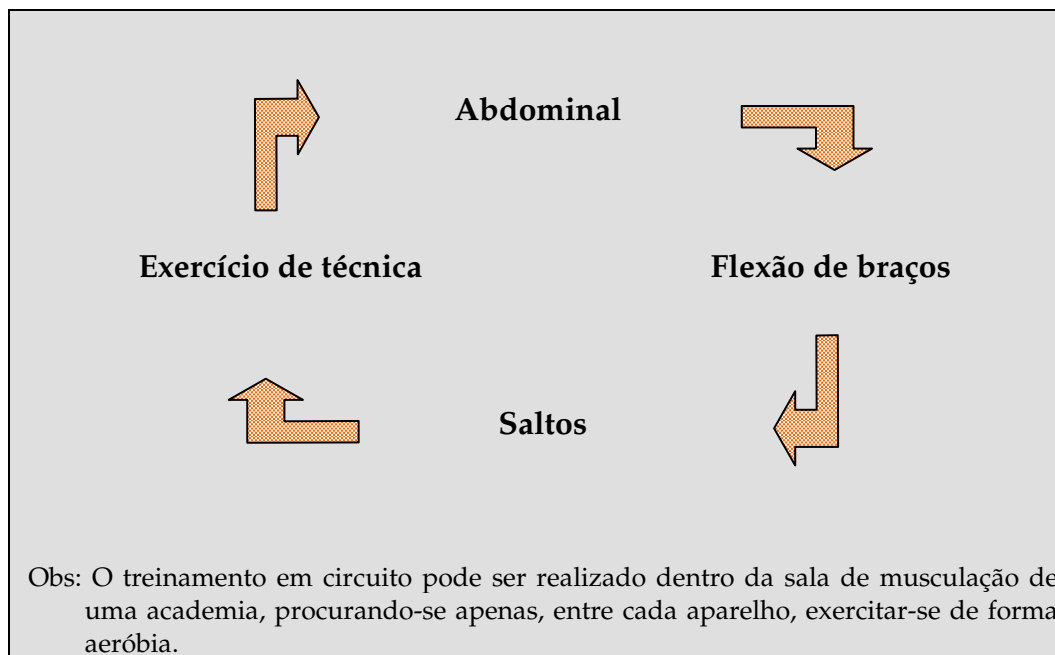 Abdominal
Exercício de técnica
Flexão de braços
Saltos
Obs: O treinamento em circuito pode ser realizado dentro da sala de musculação de
uma academia, procurando-se apenas, entre cada aparelho, exercitar-se de forma
aeróbia.